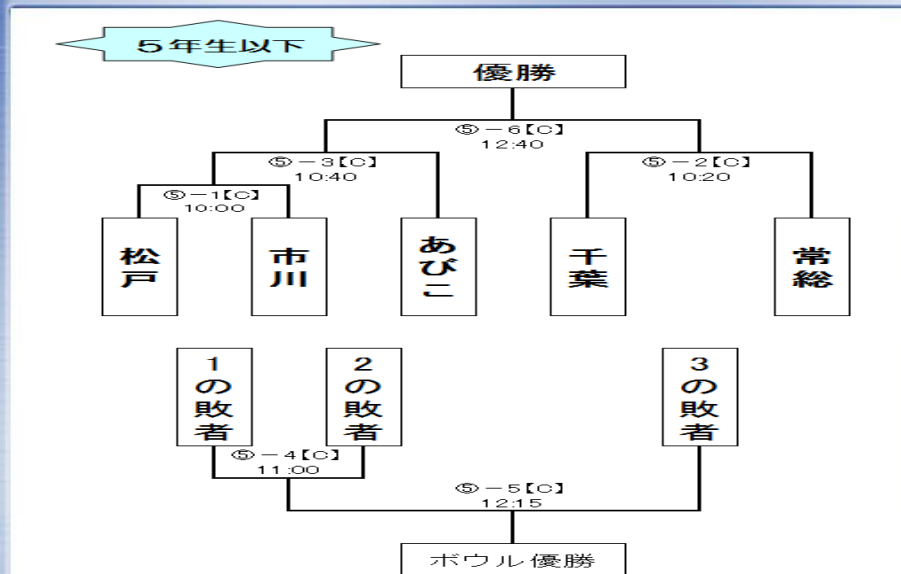 5年生以下
優勝
⑤－6【C】
12:40
⑤－3【C】
10:40
⑤－2【C】
10:20
⑤－1【C】
10:00
松戸
市川
あびこ
千葉
常総
1の敗者
2の敗者
3の敗者
⑤－4【C】
11:00
⑤－5【C】
12:15
ボウル優勝